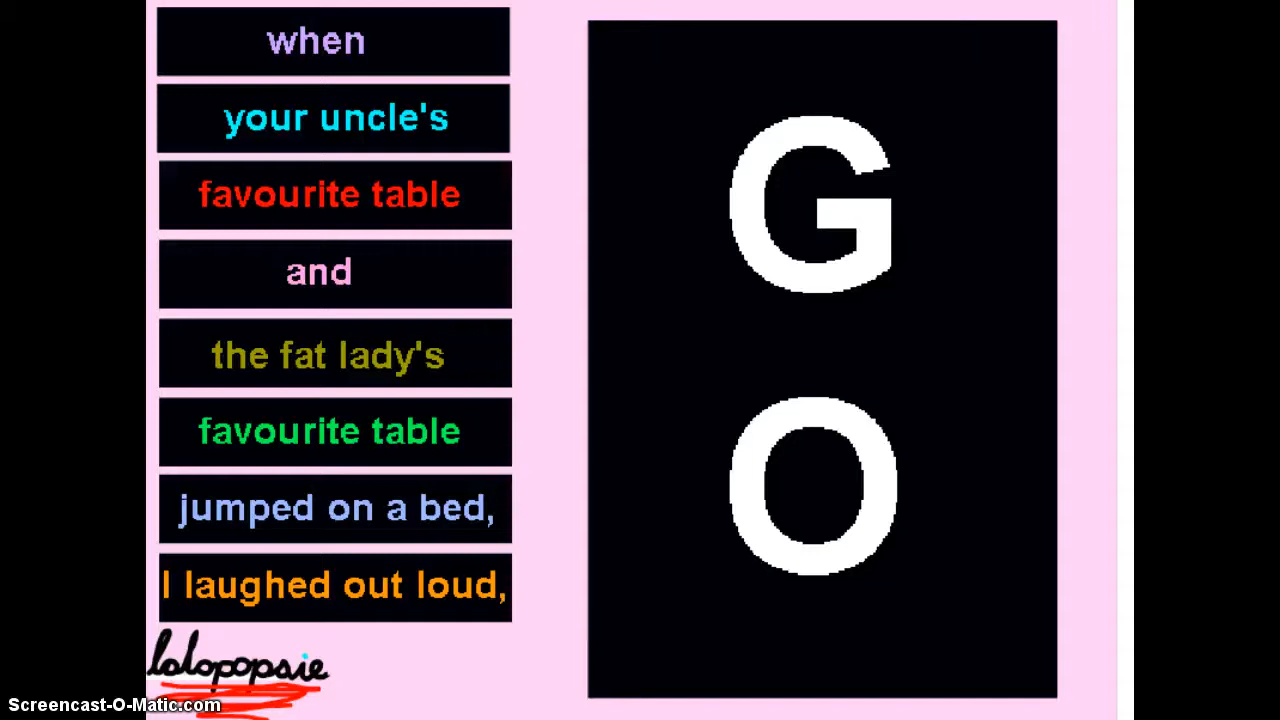 when
your uncle's
favourite table
and
the fat lady's
favourite table
jumped on a bed,
I laughed out loud,
lolopopsie
Screencast-O-Matic.com
G
O